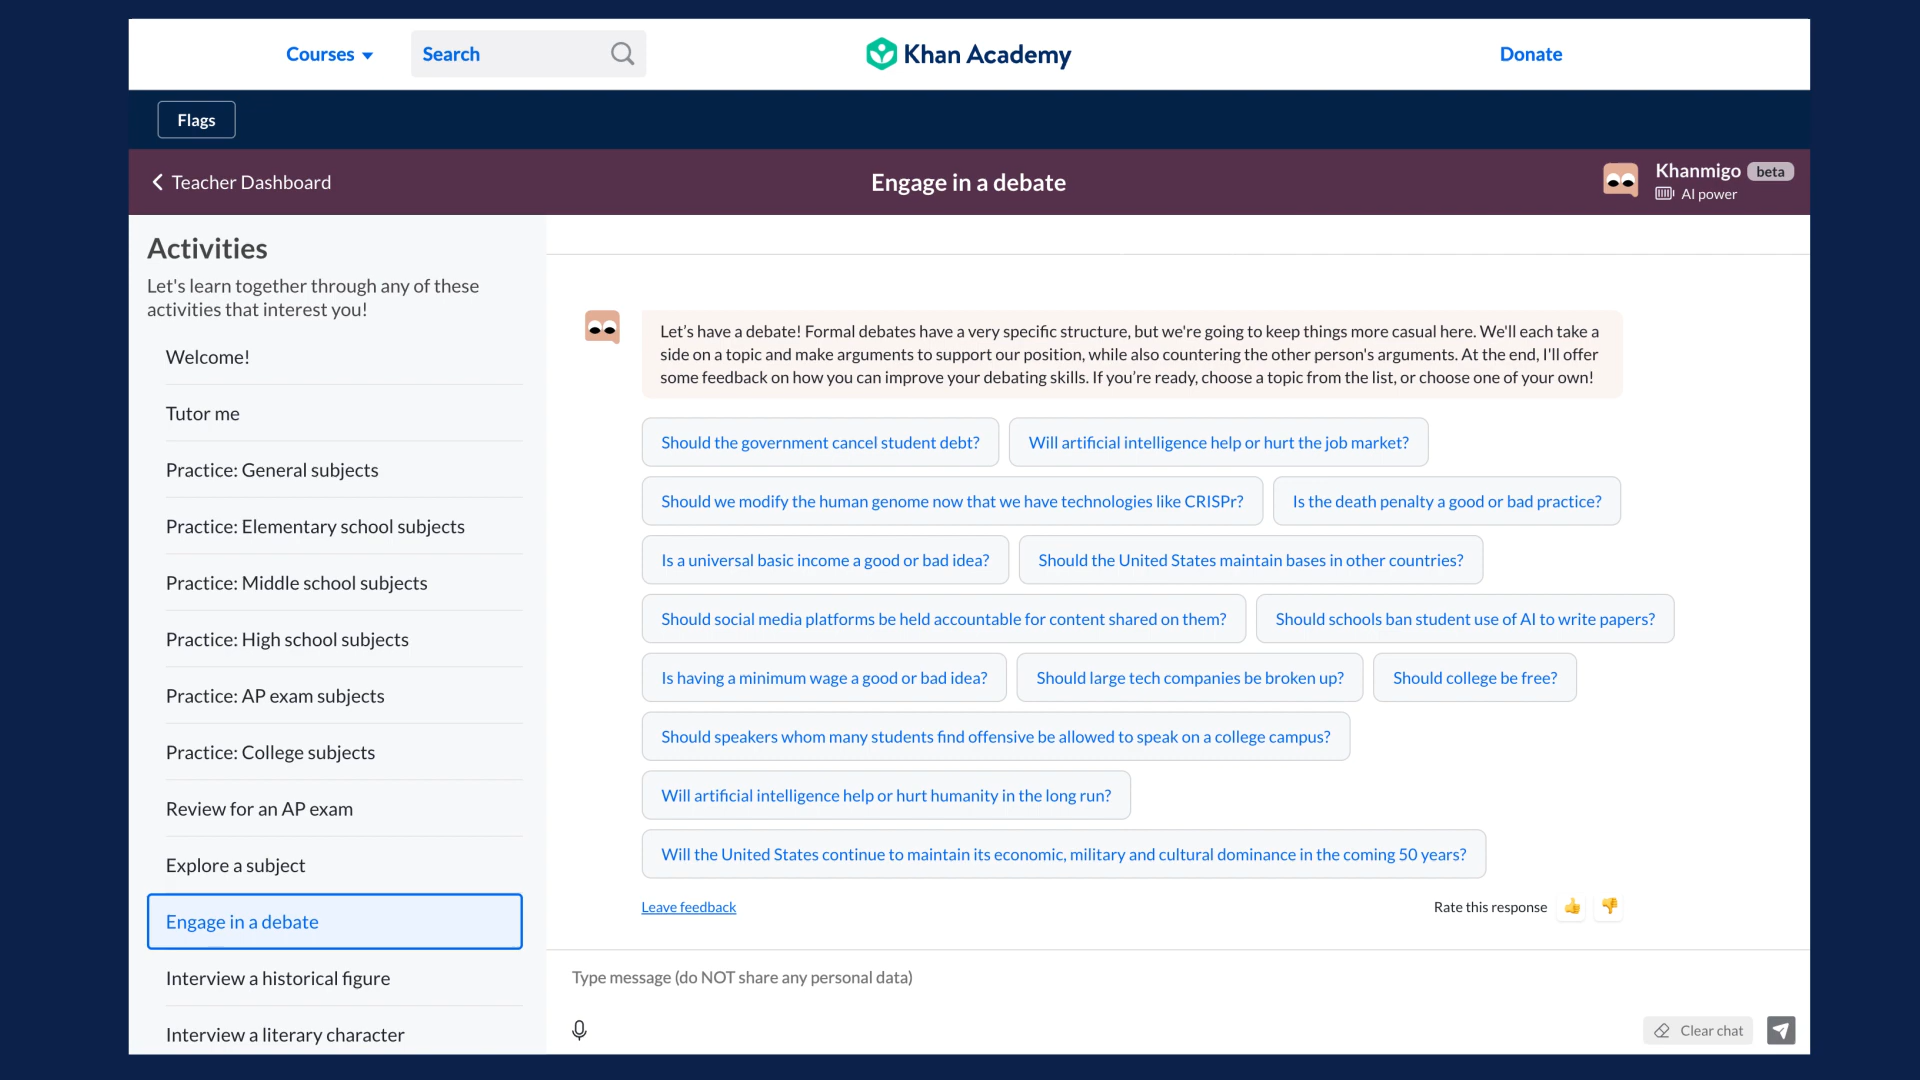 Courses
Search
Khan Academy
Donate
Flags
Teacher Dashboard
Engage in a debate
Khanmigo beta
AI power
Activities
Let's learn together through any of these
activities that interest you!
Welcome!
Tutor me
Practice: General subjects
Practice: Elementary school subjects
Practice: Middle school subjects
Practice: High school subjects
Practice: AP exam subjects
Practice: College subjects
Review for an AP exam
Explore a subject
Engage in a debate
Interview a historical figure
Interview a literary character
Let’s have a debate! Formal debates have a very specific structure, but we're going to keep things more casual here. We'll each take a
side on a topic and make arguments to support our position, while also countering the other person's arguments. At the end, I'll offer
some feedback on how you can improve your debating skills. If you’re ready, choose a topic from the list, or choose one of your own!
Should the government cancel student debt? Will artificial intelligence help or hurt the job market?
Should we modify the human genome now that we have technologies like CRISPr? Is the death penalty a good or bad practice?
Is a universal basic income a good or bad idea? Should the United States maintain bases in other countries?
Should social media platforms be held accountable for content shared on them? Should schools ban student use of AI to write papers?
Is having a minimum wage a good or bad idea? Should large tech companies be broken up? Should college be free?
Should speakers whom many students find offensive be allowed to speak on a college campus?
Will artificial intelligence help or hurt humanity in the long run?
Will the United States continue to maintain its economic, military and cultural dominance in the coming 50 years?
Leave feedback
Rate this response
Type message (do NOT share any personal data)
Clear chat